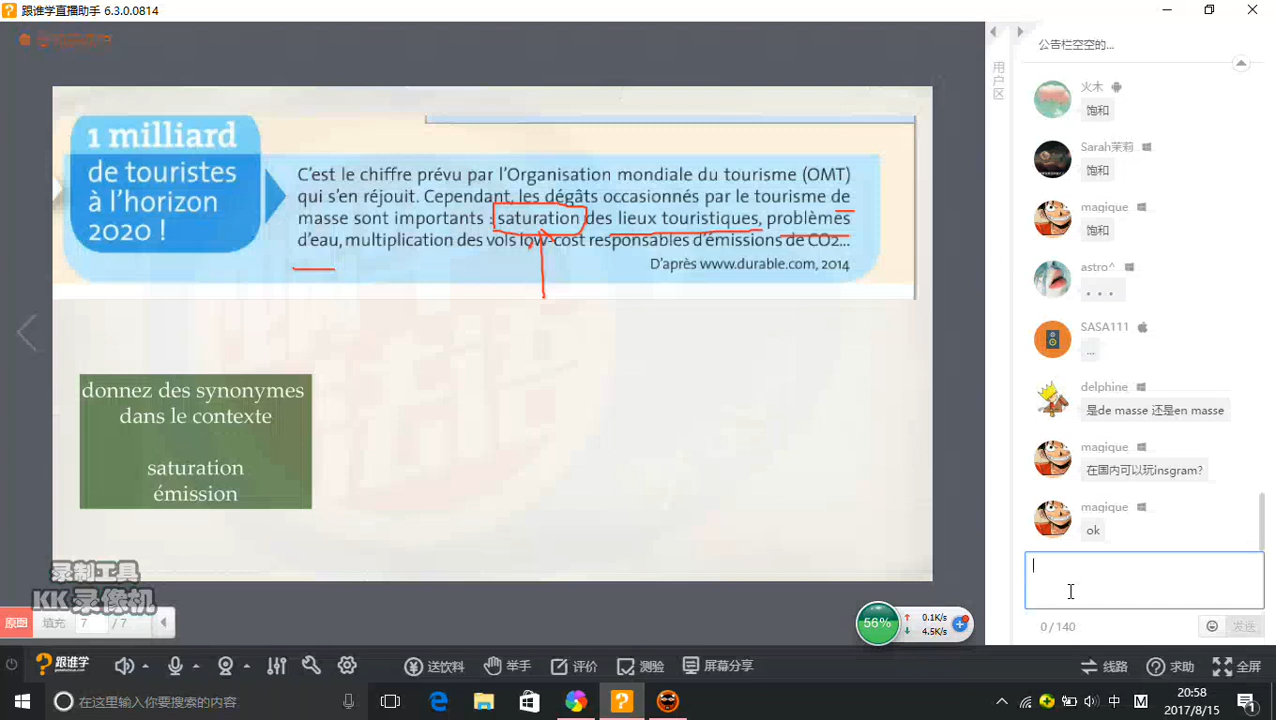 跟谁学直播助手 6.3.0.0814
公告栏空空的...
用户区
1 milliard
de touristes
à l'horizon
2020 !
C'est le chiffre prévu par l'Organisation mondiale du tourisme (OMT)
qui s'en réjouit. Cependant, les dégâts occasionnés par le tourisme de
masse sont importants : saturation des lieux touristiques, problèmes
d'eau, multiplication des vols low-cost responsables d'émissions de CO2...
D'après www.durable.com, 2014
donnez des synonymes
dans le contexte
saturation
émission
火木
饱和
Sarah茉莉
饱和
magique
饱和
astro^
. . .
SASA111
...
delphine
是de masse 还是en masse
magique
在国内可以玩insgram?
magique
ok
0 / 140
发送
录制工具
KK录像机
原图 填充 7 / 7
56%
0.1K/s
4.5K/s
跟谁学
送饮料 举手 评价 测验 屏幕分享
线路 求助 全屏
在这里输入你要搜索的内容
中 M
20:58
2017/8/15
1